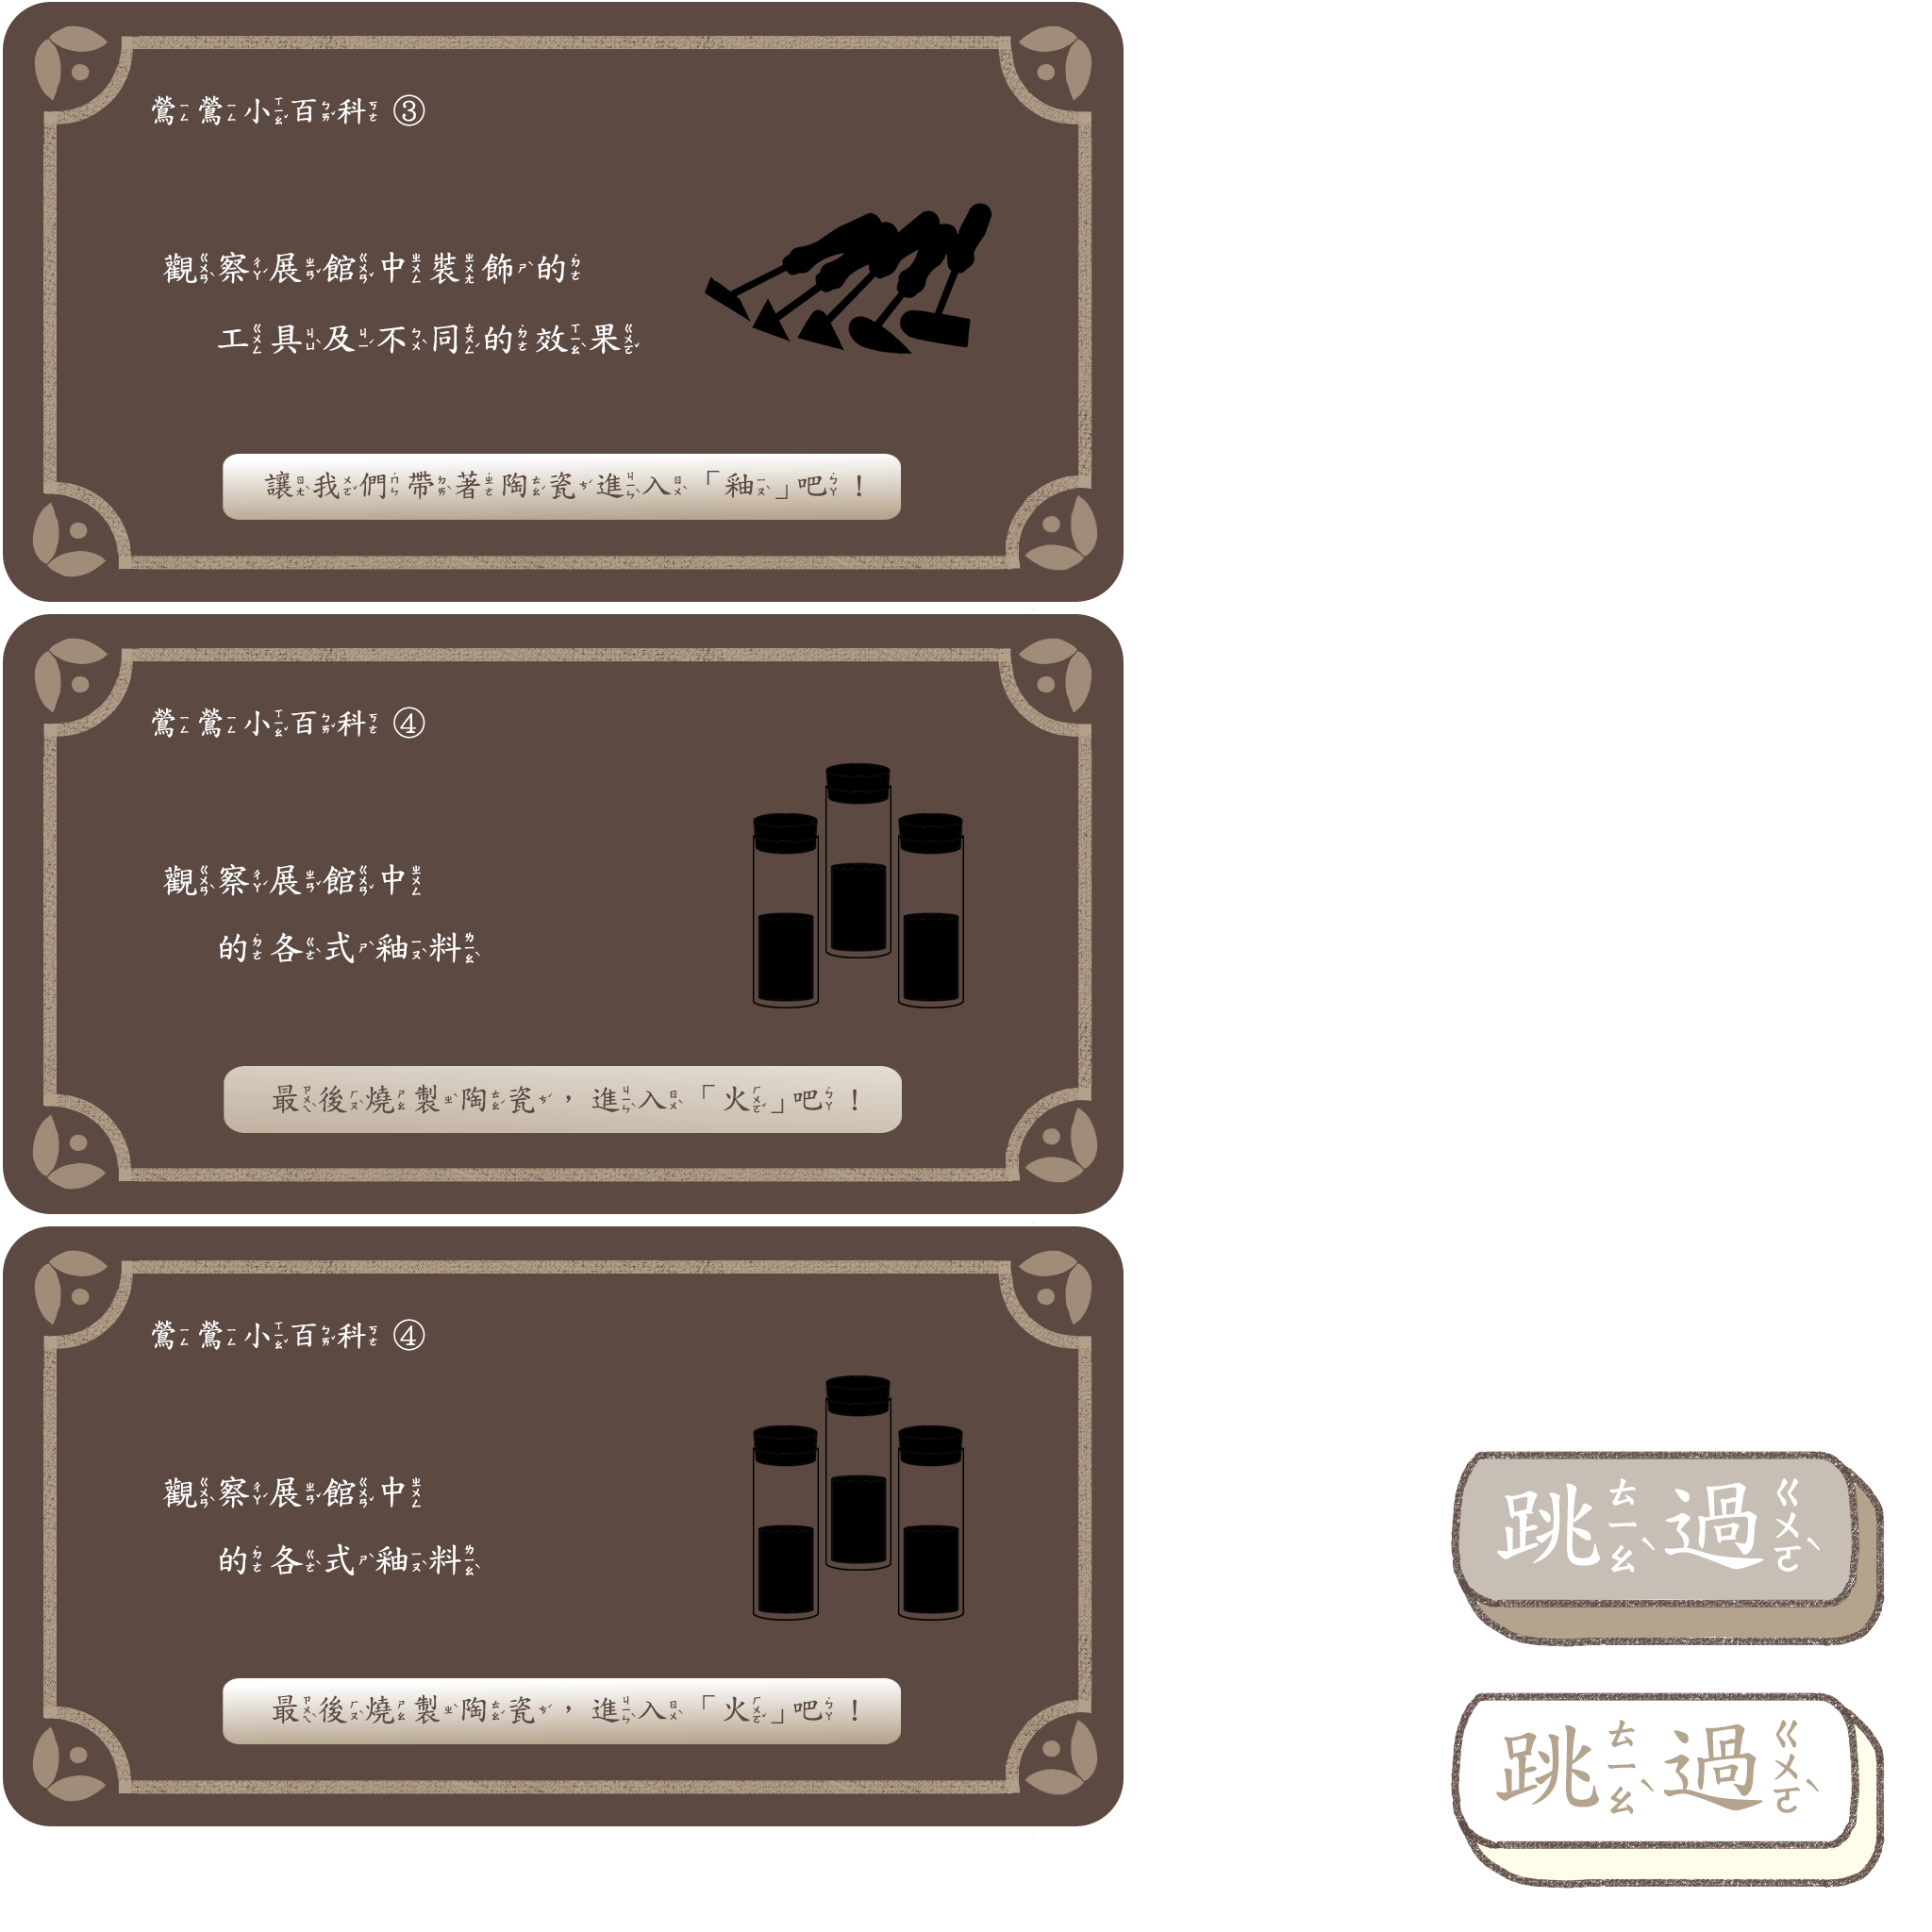 鶯鶯小百科 ③
觀察展館中裝飾的
工具及不同的效果
讓我們帶著陶瓷進入「釉」吧！
鶯鶯小百科 ④
觀察展館中
的各式釉料
最後燒製陶瓷，進入「火」吧！
鶯鶯小百科 ④
觀察展館中
的各式釉料
最後燒製陶瓷，進入「火」吧！
跳過
跳過